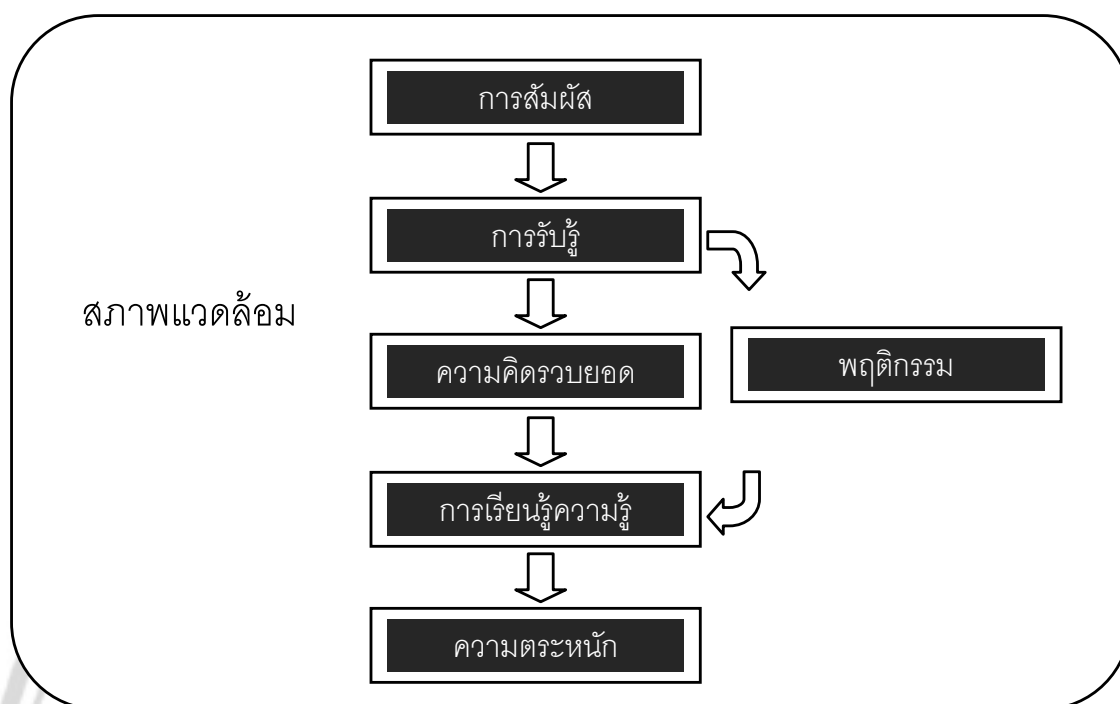 การสัมผัส
การรับรู้
สภาพแวดล้อม
ความคิดรวบยอด
พฤติกรรม
การเรียนรู้ความรู้
ความตระหนัก